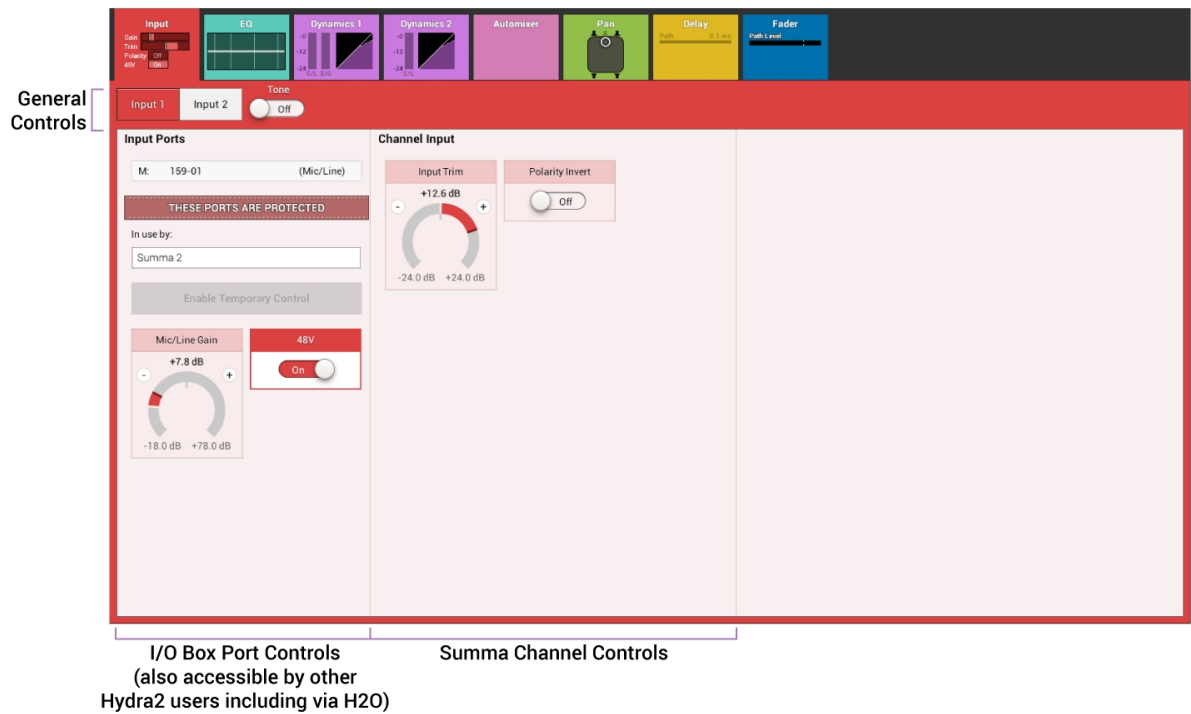 Input
Gain
Trim
Polarity Off
48V On
EQ
Dynamics 1
-0
-12
-24
C/L E/G
Dynamics 2
-0
-12
-24
C/L
Automixer
Pan
Delay
Path 0.1 ms
Fader
Path Level
General
Controls
Input 1
Input 2
Tone
Off
Input Ports
M: 159-01 (Mic/Line)
THESE PORTS ARE PROTECTED
In use by:
Summa 2
Enable Temporary Control
Mic/Line Gain
+7.8 dB
- +
-18.0 dB +78.0 dB
48V
On
Channel Input
Input Trim
+12.6 dB
- +
-24.0 dB +24.0 dB
Polarity Invert
Off
I/O Box Port Controls
(also accessible by other
Hydra2 users including via H2O)
Summa Channel Controls